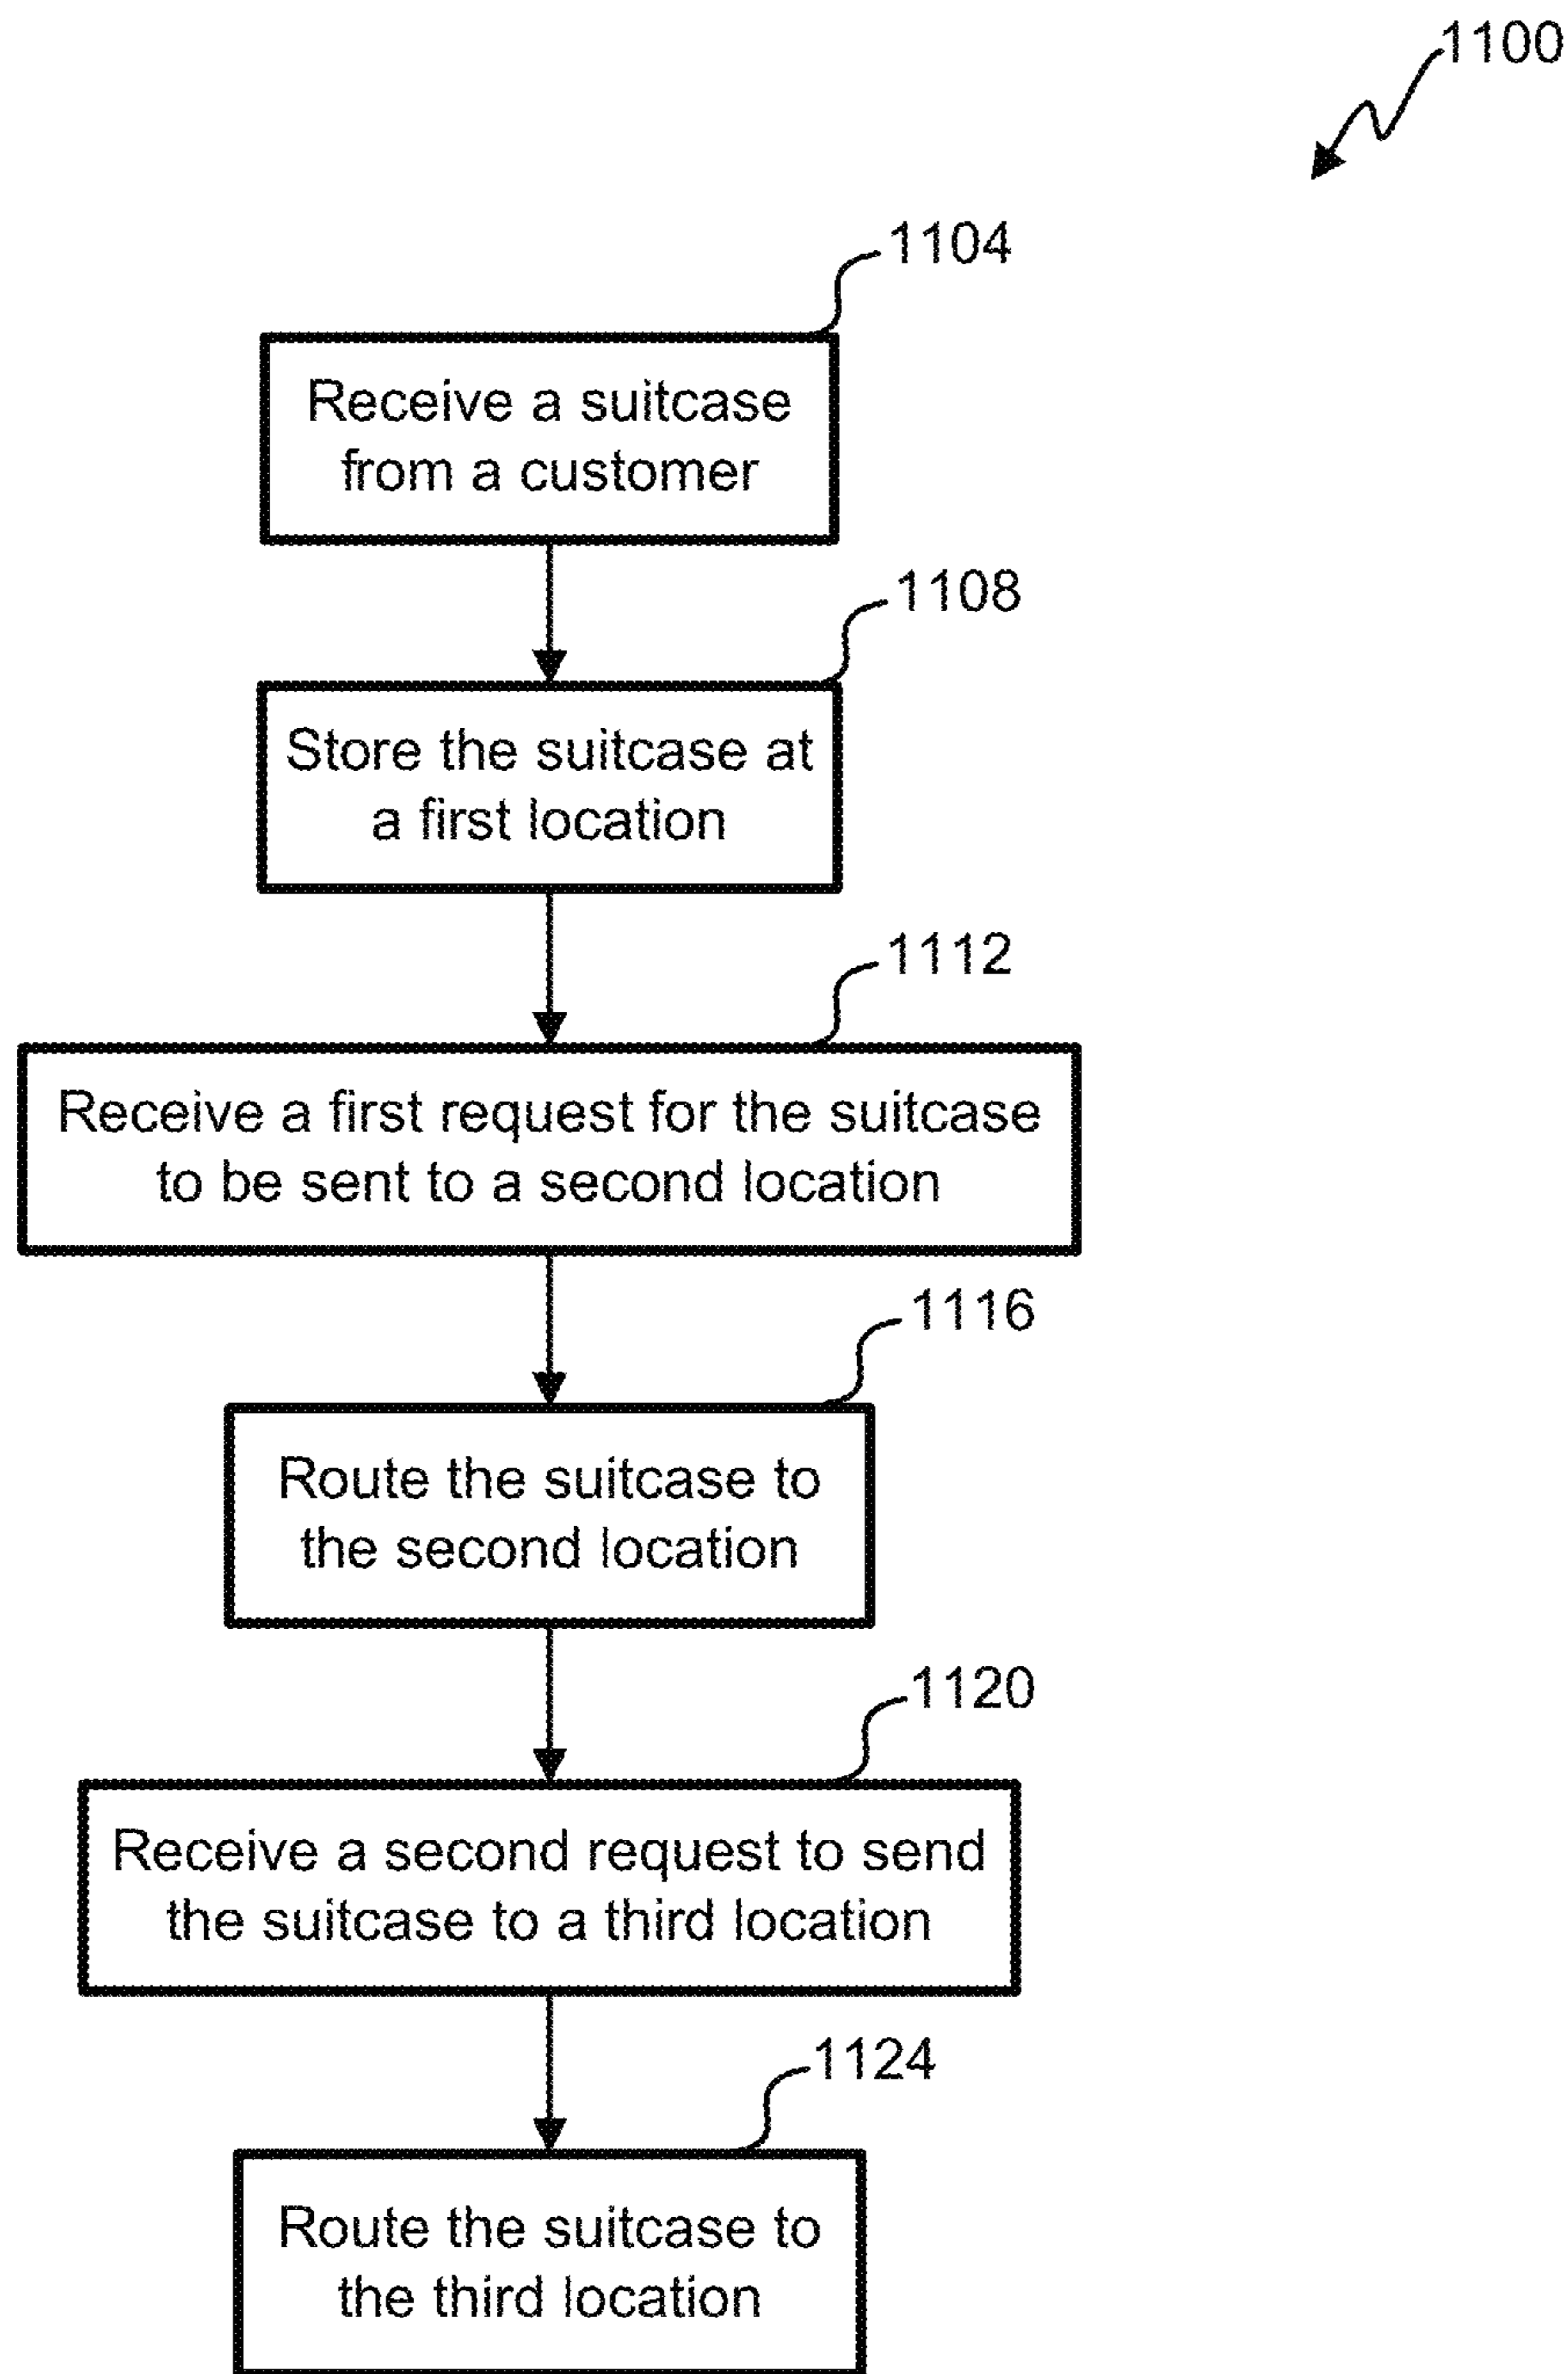 1100
1104
Receive a suitcase
from a customer
1108
Store the suitcase at
a first location
1112
Receive a first request for the suitcase
to be sent to a second location
1116
Route the suitcase to
the second location
1120
Receive a second request to send
the suitcase to a third location
1124
Route the suitcase to
the third location